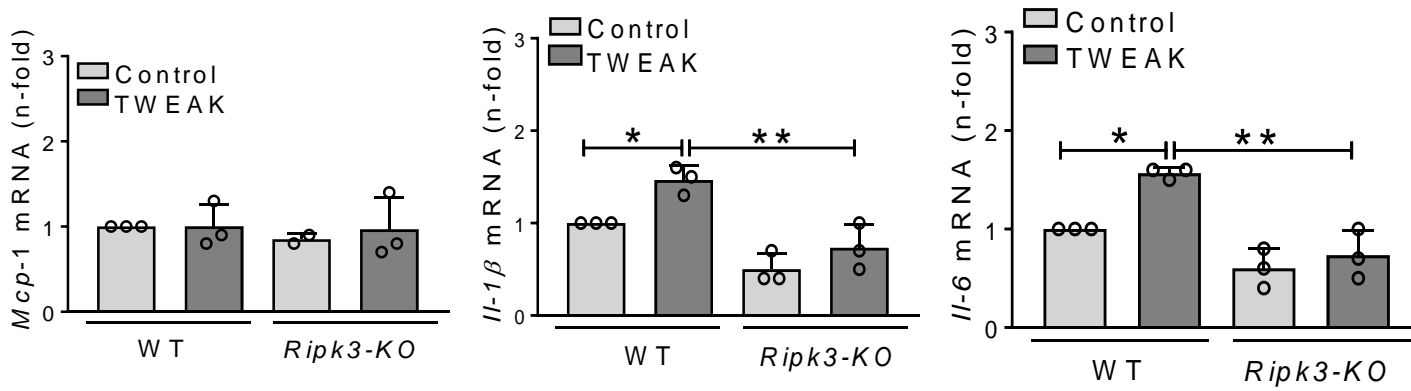 Mcp-1 mRNA (n-fold)
3
2
1
0
Control
TWEAK
WT
Ripk3-KO
Il-1β mRNA (n-fold)
3
2
1
0
Control
TWEAK
*
**
WT
Ripk3-KO
Il-6 mRNA (n-fold)
3
2
1
0
Control
TWEAK
*
**
WT
Ripk3-KO